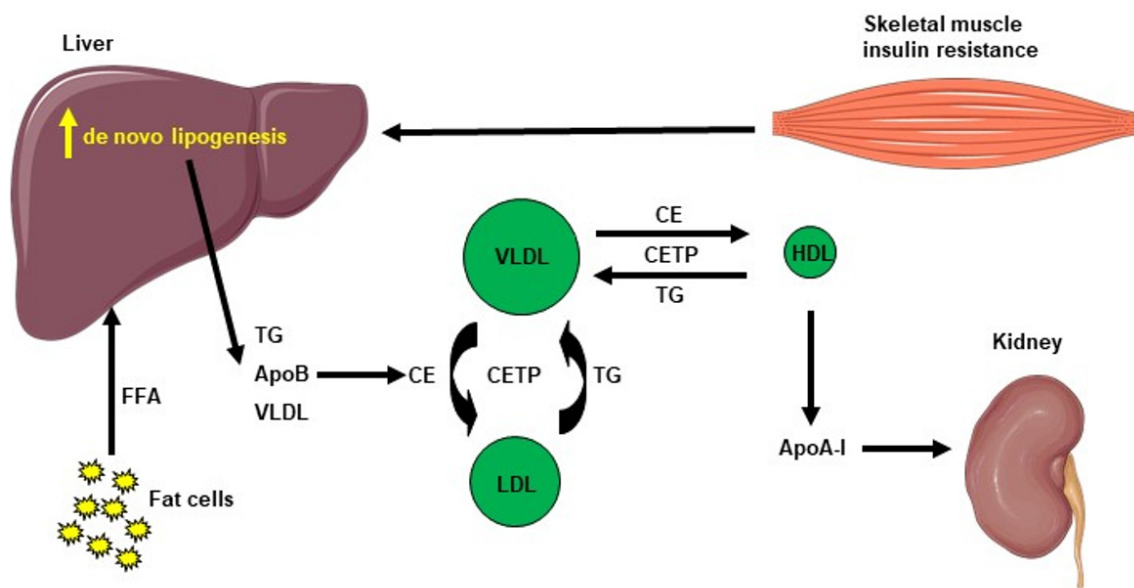 Liver
Skeletal muscle
insulin resistance
de novo lipogenesis
VLDL
CE
CETP
TG
HDL
TG
ApoB
VLDL
FFA
CE
CETP
TG
LDL
Fat cells
ApoA-I
Kidney